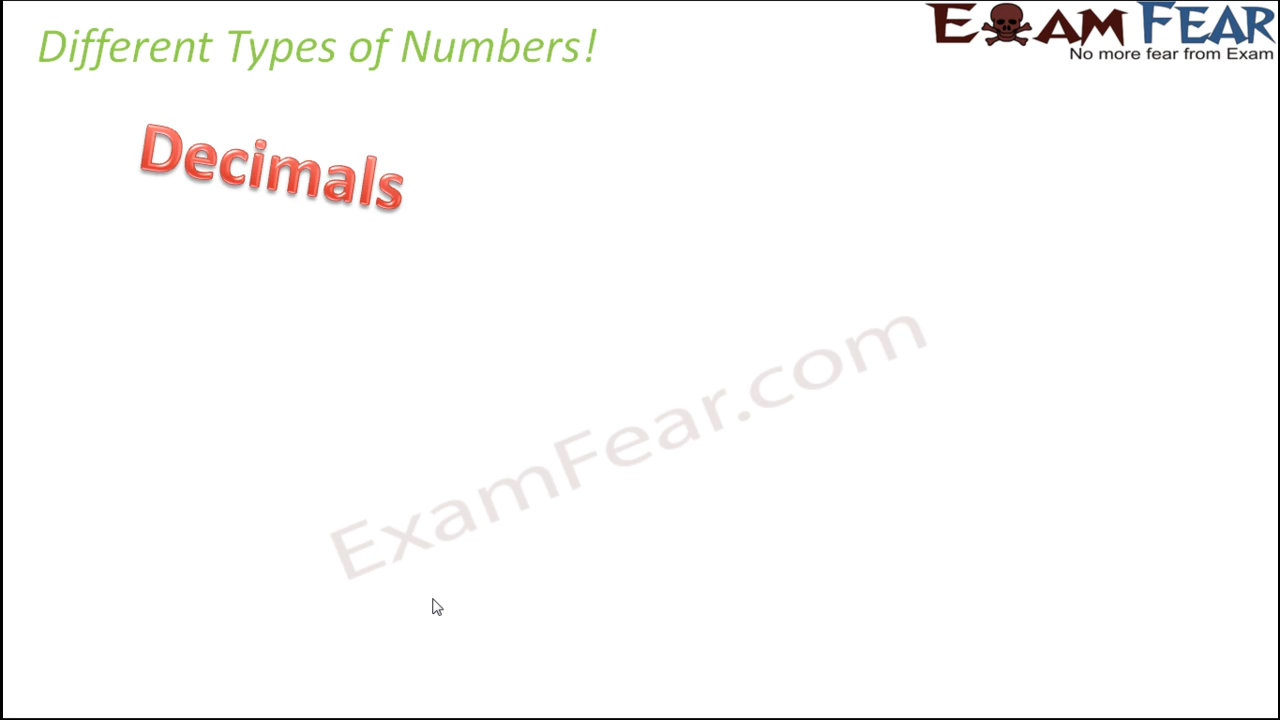 Different Types of Numbers!
EXAM FEAR
No more fear from Exam
Decimals
ExamFear.com